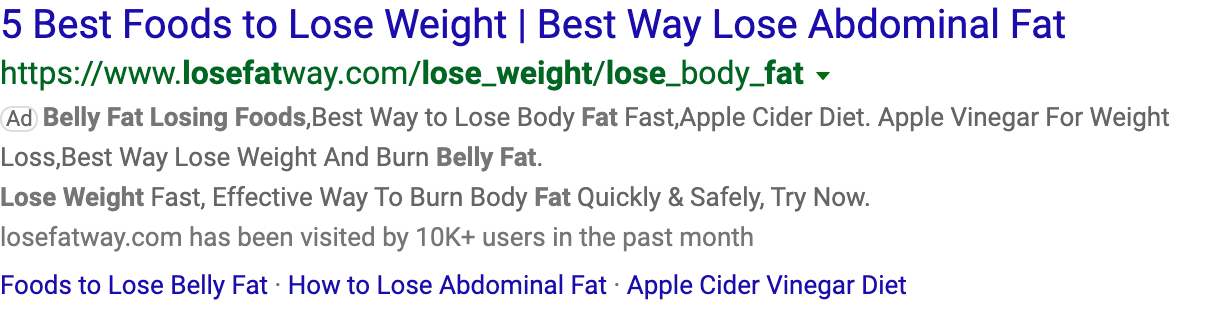 5 Best Foods to Lose Weight | Best Way Lose Abdominal Fat
https://www.losefatway.com/lose_weight/lose_body_fat
Ad Belly Fat Losing Foods,Best Way to Lose Body Fat Fast,Apple Cider Diet. Apple Vinegar For Weight
Loss,Best Way Lose Weight And Burn Belly Fat.
Lose Weight Fast, Effective Way To Burn Body Fat Quickly & Safely, Try Now.
losefatway.com has been visited by 10K+ users in the past month
Foods to Lose Belly Fat · How to Lose Abdominal Fat · Apple Cider Vinegar Diet